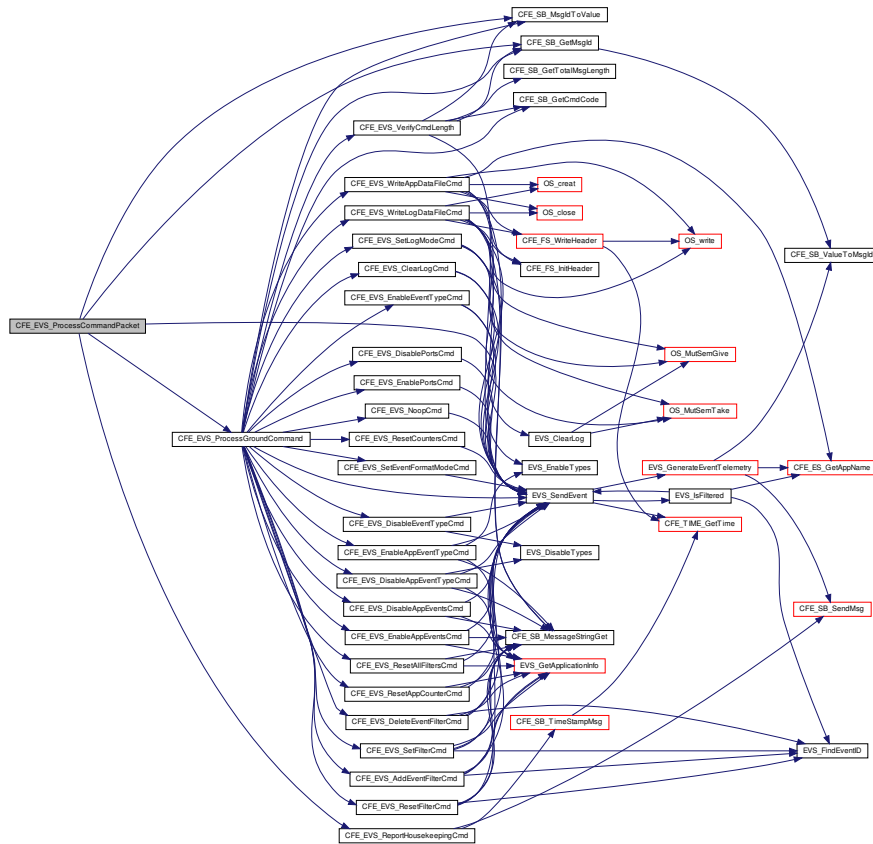 CFE_SB_MsgIdToValue
CFE_SB_GetMsgId
CFE_SB_GetTotalMsgLength
CFE_SB_GetCmdCode
CFE_EVS_VerifyCmdLength
CFE_EVS_WriteAppDataFileCmd
OS_creat
CFE_EVS_WriteLogDataFileCmd
OS_close
CFE_EVS_SetLogModeCmd
CFE_FS_WriteHeader
OS_write
CFE_SB_ValueToMsgId
CFE_EVS_ClearLogCmd
CFE_FS_InitHeader
CFE_EVS_EnableEventTypeCmd
CFE_EVS_ProcessCommandPacket
CFE_EVS_DisablePortsCmd
OS_MutSemGive
CFE_EVS_EnablePortsCmd
CFE_EVS_NoopCmd
OS_MutSemTake
CFE_EVS_ProcessGroundCommand
CFE_EVS_ResetCountersCmd
EVS_ClearLog
CFE_EVS_SetEventFormatModeCmd
EVS_EnableTypes
EVS_GenerateEventTelemetry
CFE_ES_GetAppName
EVS_SendEvent
EVS_IsFiltered
CFE_EVS_DisableEventTypeCmd
CFE_TIME_GetTime
CFE_EVS_EnableAppEventTypeCmd
EVS_DisableTypes
CFE_EVS_DisableAppEventTypeCmd
CFE_EVS_DisableAppEventsCmd
CFE_SB_SendMsg
CFE_EVS_EnableAppEventsCmd
CFE_SB_MessageStringGet
CFE_EVS_ResetAllFiltersCmd
EVS_GetApplicationInfo
CFE_EVS_ResetAppCounterCmd
CFE_EVS_DeleteEventFilterCmd
CFE_SB_TimeStampMsg
CFE_EVS_SetFilterCmd
EVS_FindEventID
CFE_EVS_AddEventFilterCmd
CFE_EVS_ResetFilterCmd
CFE_EVS_ReportHousekeepingCmd